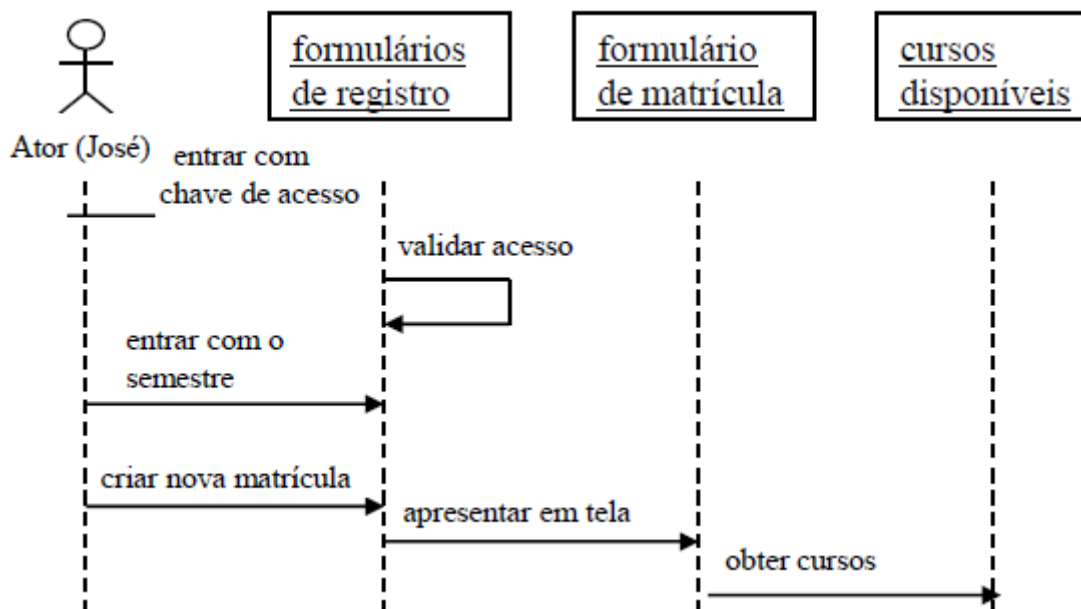 formulários
de registro
formulário
de matrícula
cursos
disponíveis
Ator (José)
entrar com
chave de acesso
validar acesso
entrar com o
semestre
criar nova matrícula
apresentar em tela
obter cursos